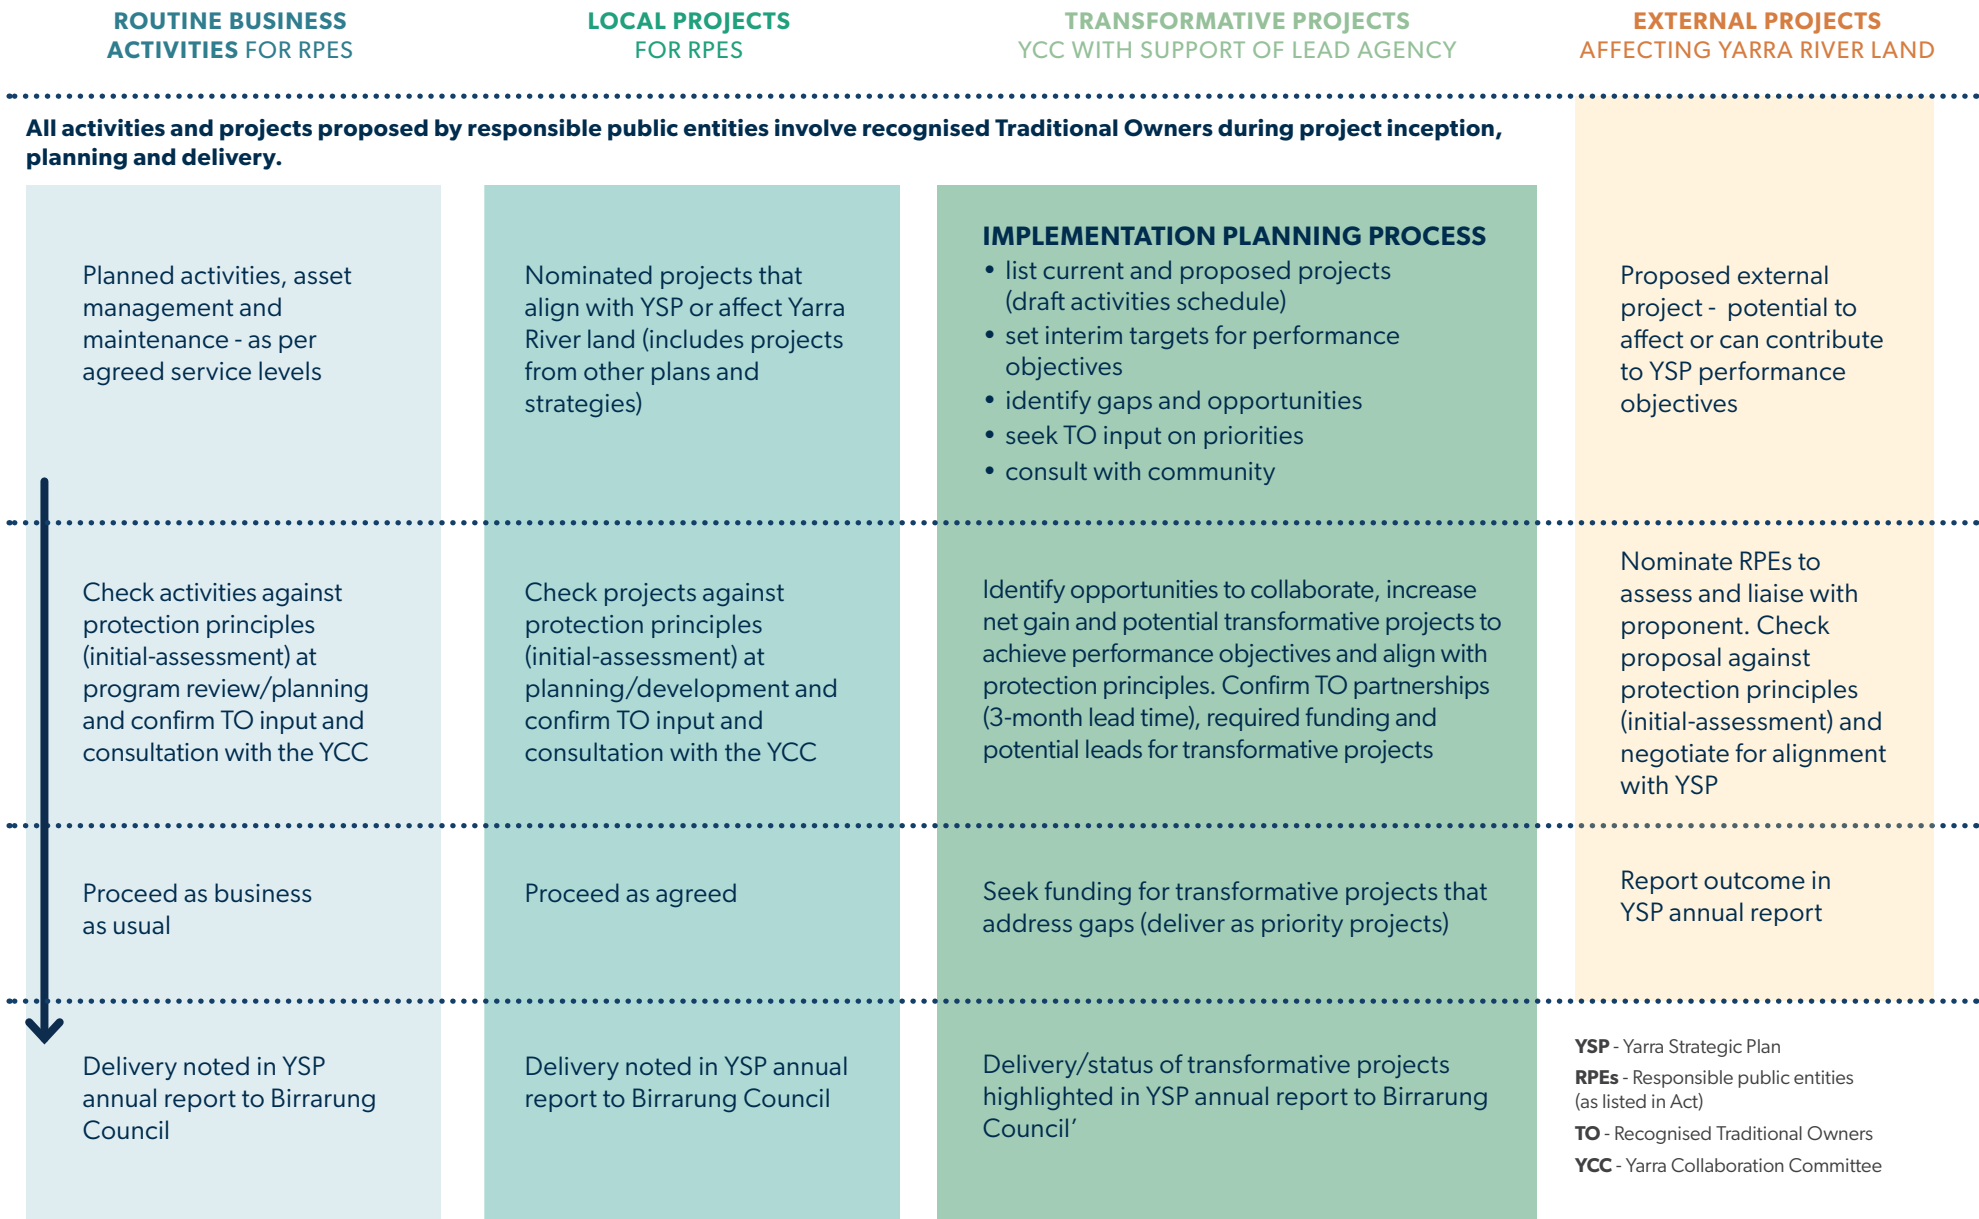 ROUTINE BUSINESS
ACTIVITIES FOR RPES
LOCAL PROJECTS
FOR RPES
TRANSFORMATIVE PROJECTS
YCC WITH SUPPORT OF LEAD AGENCY
EXTERNAL PROJECTS
AFFECTING YARRA RIVER LAND
All activities and projects proposed by responsible public entities involve recognised Traditional Owners during project inception,
planning and delivery.
Planned activities, asset
management and
maintenance - as per
agreed service levels
Nominated projects that
align with YSP or affect Yarra
River land (includes projects
from other plans and
strategies)
IMPLEMENTATION PLANNING PROCESS
• list current and proposed projects
(draft activities schedule)
• set interim targets for performance
objectives
• identify gaps and opportunities
• seek TO input on priorities
• consult with community
Proposed external
project - potential to
affect or can contribute
to YSP performance
objectives
Check activities against
protection principles
(initial-assessment) at
program review/planning
and confirm TO input and
consultation with the YCC
Check projects against
protection principles
(initial-assessment) at
planning/development and
confirm TO input and
consultation with the YCC
Identify opportunities to collaborate, increase
net gain and potential transformative projects to
achieve performance objectives and align with
protection principles. Confirm TO partnerships
(3-month lead time), required funding and
potential leads for transformative projects
Nominate RPEs to
assess and liaise with
proponent. Check
proposal against
protection principles
(initial-assessment) and
negotiate for alignment
with YSP
Proceed as business
as usual
Proceed as agreed
Seek funding for transformative projects that
address gaps (deliver as priority projects)
Report outcome in
YSP annual report
Delivery noted in YSP
annual report to Birrarung
Council
Delivery noted in YSP annual
report to Birrarung Council
Delivery/status of transformative projects
highlighted in YSP annual report to Birrarung
Council’
YSP - Yarra Strategic Plan
RPEs - Responsible public entities
(as listed in Act)
TO - Recognised Traditional Owners
YCC - Yarra Collaboration Committee